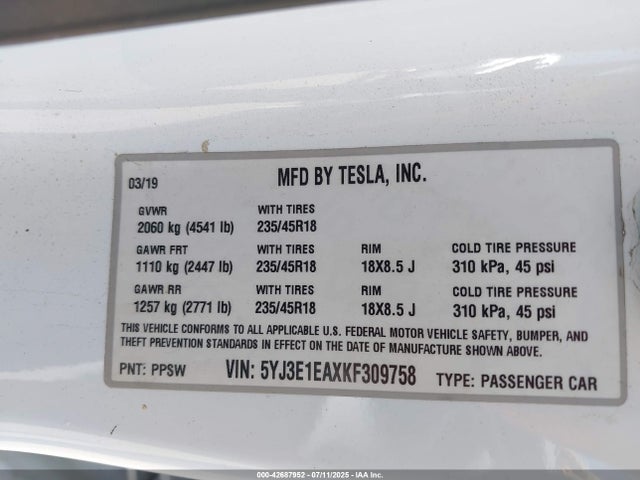 03/19 MFD BY TESLA, INC.
GVWR WITH TIRES
2060 kg (4541 lb) 235/45R18
GAWR FRT WITH TIRES RIM COLD TIRE PRESSURE
1110 kg (2447 lb) 235/45R18 18X8.5 J 310 kPa, 45 psi
GAWR RR WITH TIRES RIM COLD TIRE PRESSURE
1257 kg (2771 lb) 235/45R18 18X8.5 J 310 kPa, 45 psi
THIS VEHICLE CONFORMS TO ALL APPLICABLE U.S. FEDERAL MOTOR VEHICLE SAFETY, BUMPER, AND
THEFT PREVENTION STANDARDS IN EFFECT ON THE DATE OF MANUFACTURE SHOWN ABOVE.
PNT: PPSW VIN: 5YJ3E1EAXKF309758 TYPE: PASSENGER CAR
000-42687952 - 07/11/2025 - IAA Inc.